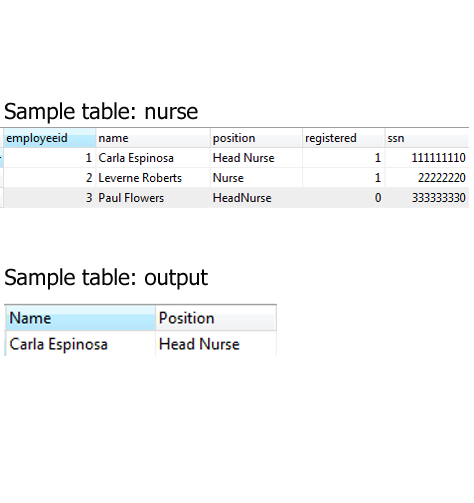 Sample table: nurse
employeeid name position registered ssn
1 Carla Espinosa Head Nurse 1 111111110
2 Leverne Roberts Nurse 1 22222220
3 Paul Flowers HeadNurse 0 333333330
Sample table: output
Name Position
Carla Espinosa Head Nurse